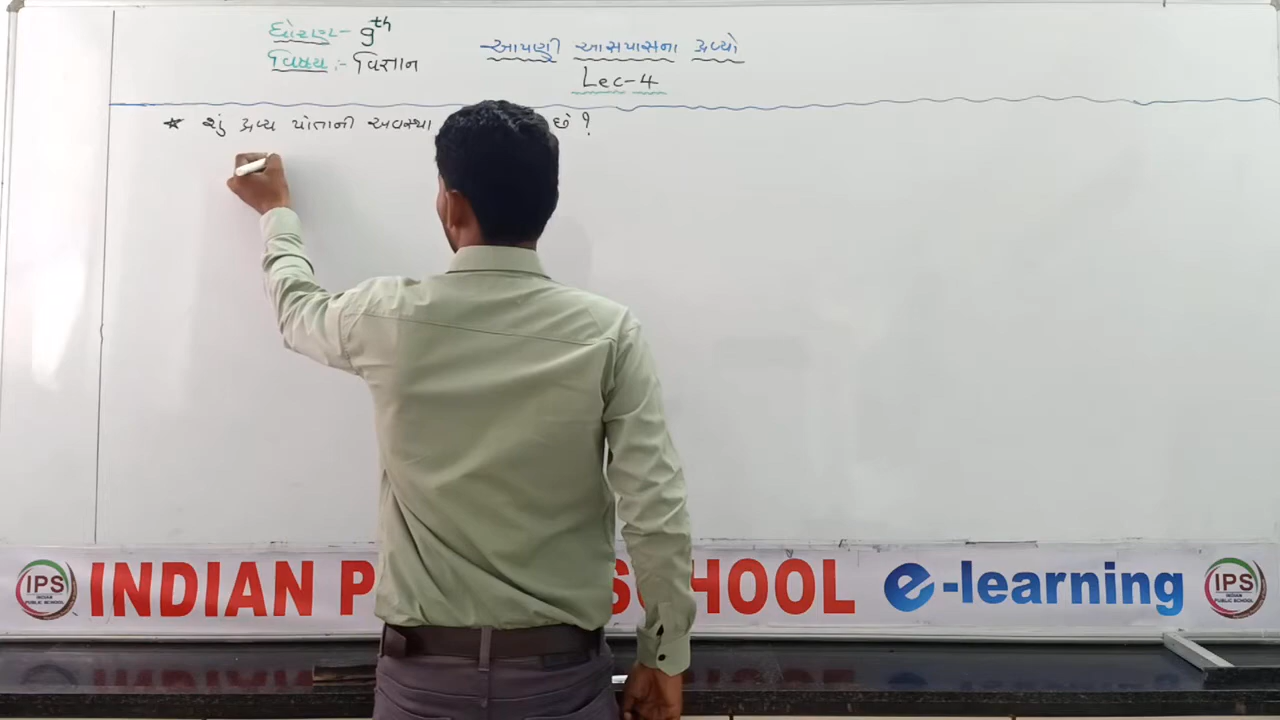 ધોરણ - 9th
વિષય :- વિજ્ઞાન
આપણી આસપાસના દ્રવ્યો
Lec-4
* શું દ્રવ્ય પોતાની અવસ્થા છે ?
IPS
INDIAN
PUBLIC SCHOOL
INDIAN P CHOOL e-learning
IPS
INDIAN
PUBLIC SCHOOL